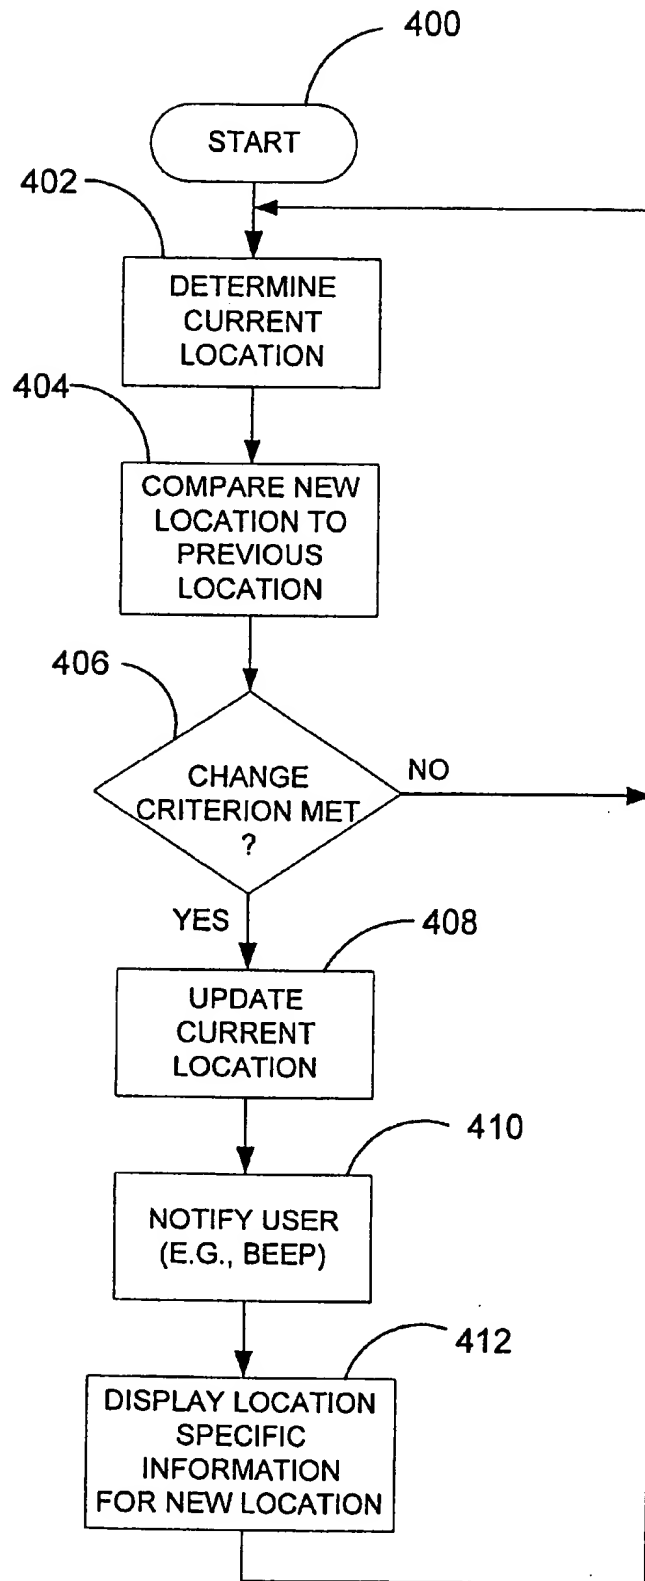 400
START
402
DETERMINE
CURRENT
LOCATION
404
COMPARE NEW
LOCATION TO
PREVIOUS
LOCATION
406
CHANGE
CRITERION MET
?
NO
YES
408
UPDATE
CURRENT
LOCATION
410
NOTIFY USER
(E.G., BEEP)
412
DISPLAY LOCATION
SPECIFIC
INFORMATION
FOR NEW LOCATION